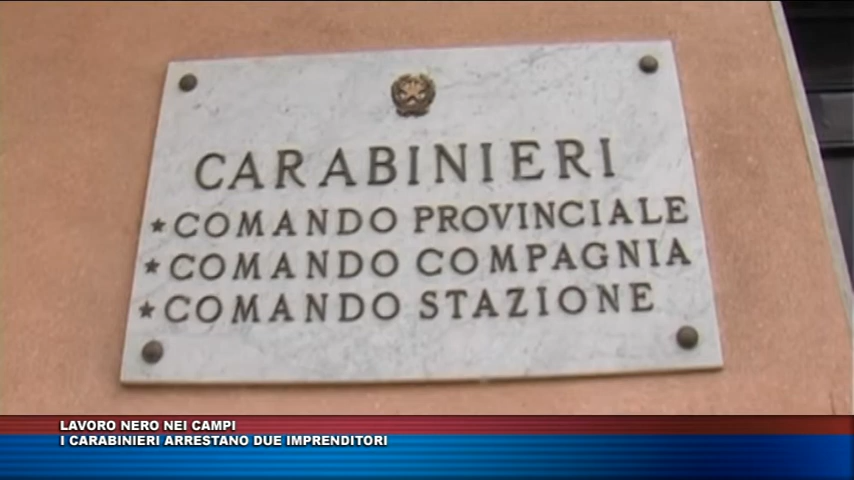 CARABINIERI
★COMANDO PROVINCIALE
★COMANDO COMPAGNIA
★COMANDO STAZIONE
LAVORO NERO NEI CAMPI
I CARABINIERI ARRESTANO DUE IMPRENDITORI